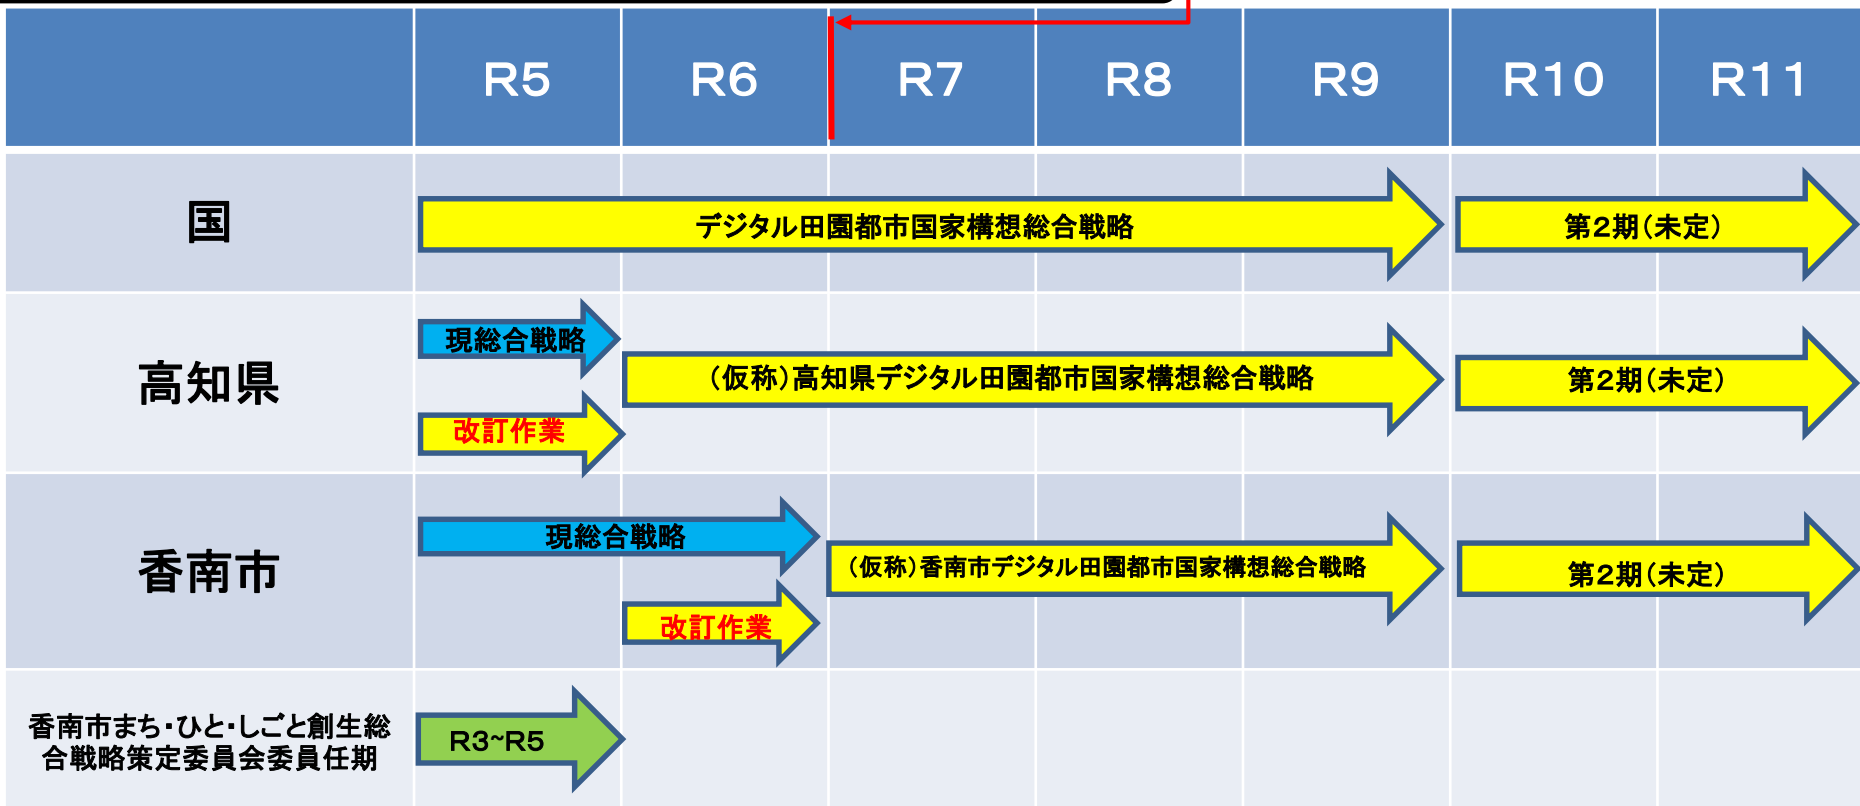 R5 R6 R7 R8 R9 R10 R11
国
デジタル田園都市国家構想総合戦略
第2期(未定)
高知県
現総合戦略
(仮称)高知県デジタル田園都市国家構想総合戦略
第2期(未定)
改訂作業
香南市
現総合戦略
(仮称)香南市デジタル田園都市国家構想総合戦略
第2期(未定)
改訂作業
香南市まち・ひと・しごと創生総
合戦略策定委員会委員任期
R3~R5